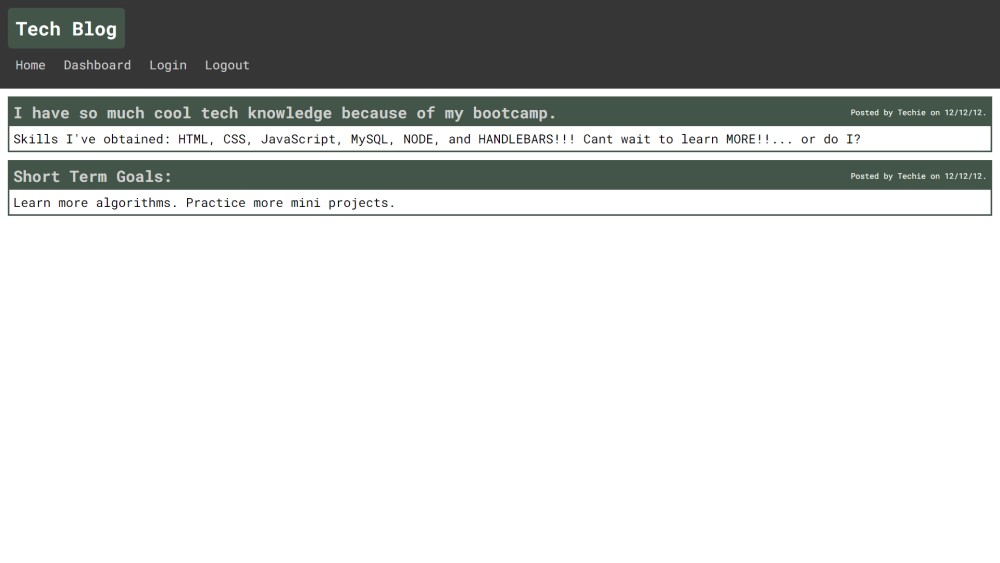 Tech Blog
Home Dashboard Login Logout
I have so much cool tech knowledge because of my bootcamp. Posted by Techie on 12/12/12.
Skills I've obtained: HTML, CSS, JavaScript, MySQL, NODE, and HANDLEBARS!!! Cant wait to learn MORE!!... or do I?
Short Term Goals: Posted by Techie on 12/12/12.
Learn more algorithms. Practice more mini projects.